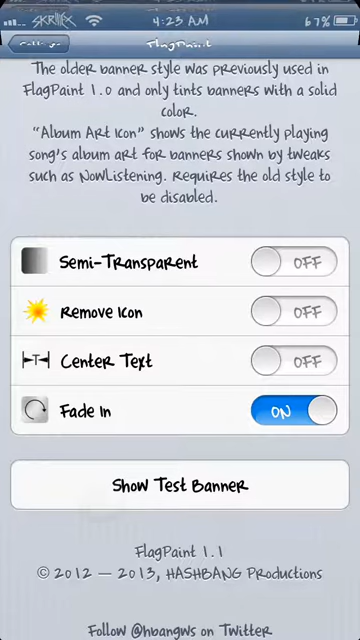 SKRILLEX 4:23 AM 67%
Settings FlagPaint
The older banner style was previously used in
FlagPaint 1.0 and only tints banners with a solid
color.
"Album Art Icon" shows the currently playing
song's album art for banners shown by tweaks
such as NowListening. Requires the old style to
be disabled.
Semi-Transparent OFF
Remove Icon OFF
Center Text OFF
Fade In ON
Show Test Banner
FlagPaint 1.1
© 2012 – 2013, HASHBANG Productions
Follow @hbangws on Twitter